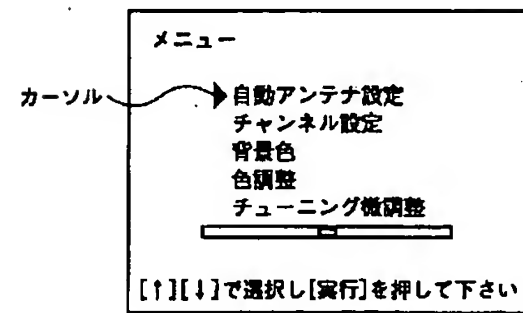 メニュー
カーソル
自動アンテナ設定
チャンネル設定
背景色
色調整
チューニング微調整
[↑][↓]で選択し[実行]を押して下さい